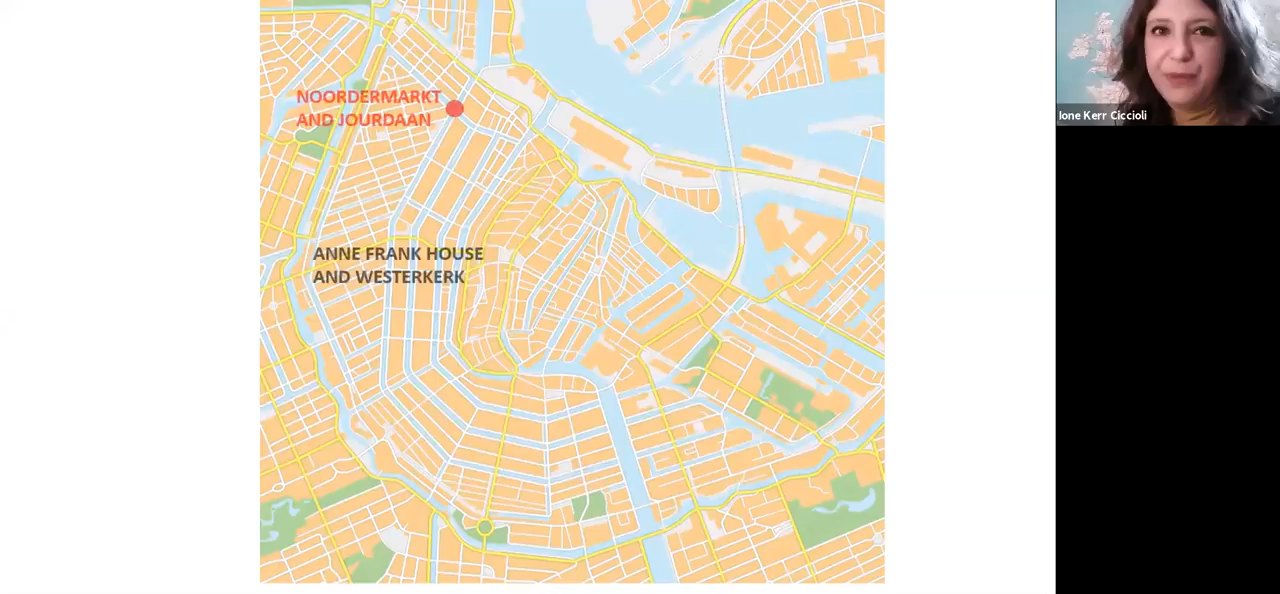 NOORDERMARKT
AND JOURDAAN
ANNE FRANK HOUSE
AND WESTERKERK
Ione Kerr Ciccioli